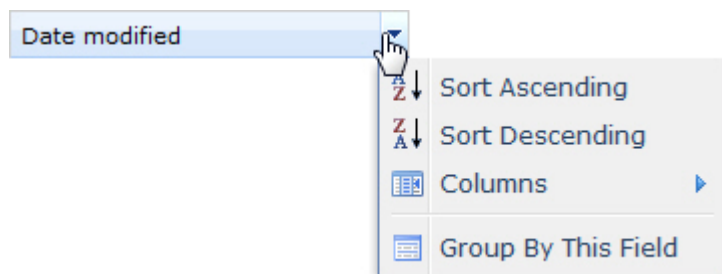 Date modified
Sort Ascending
Sort Descending
Columns
Group By This Field